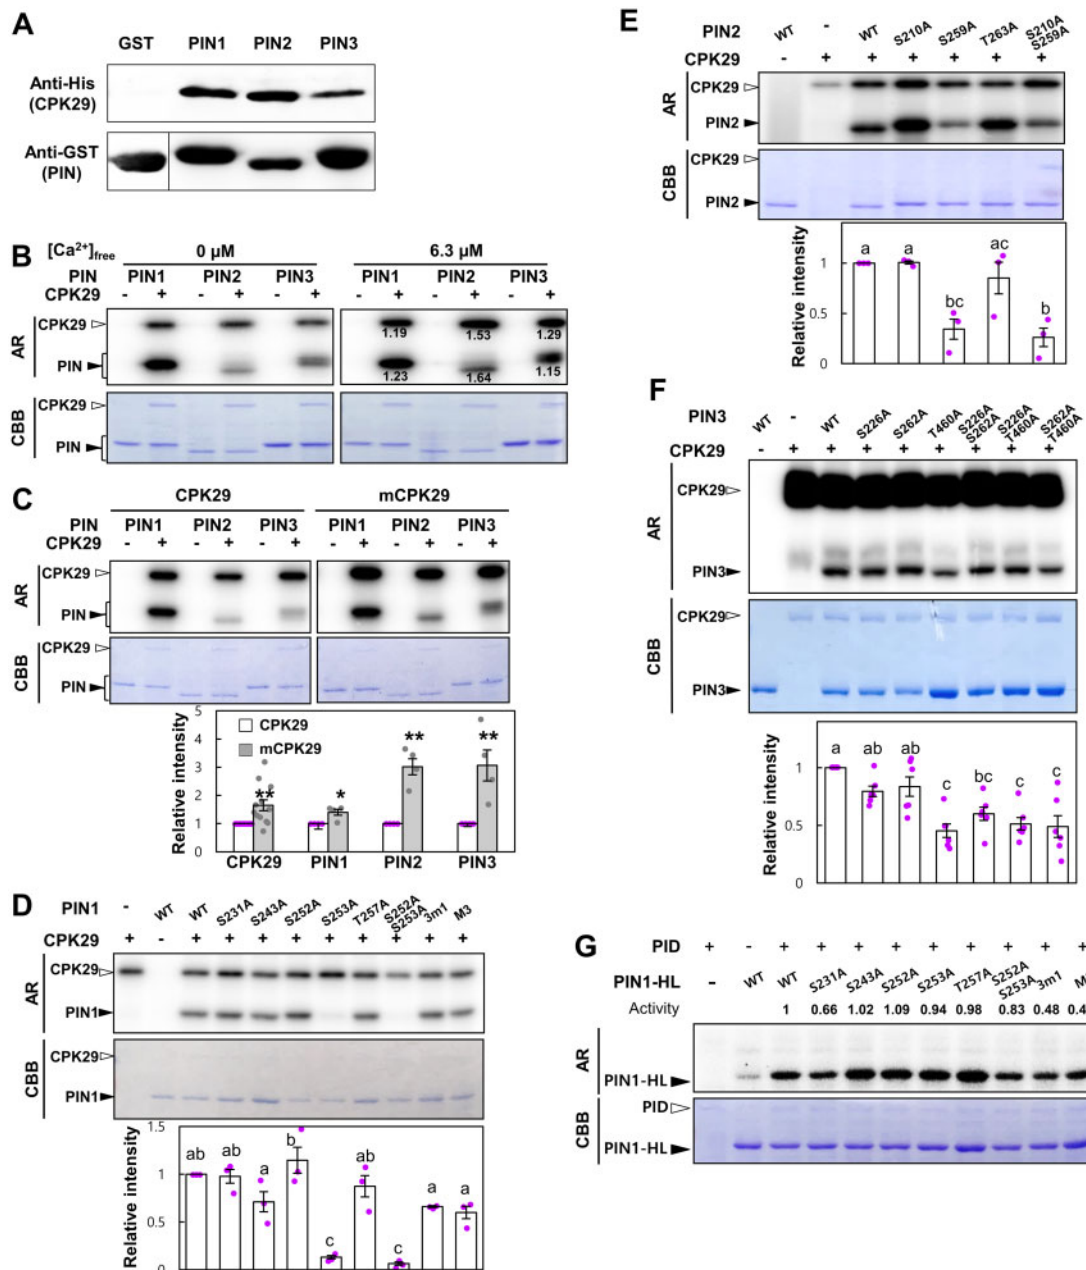 A
GST PIN1 PIN2 PIN3
Anti-His
(CPK29)
Anti-GST
(PIN)
B
[Ca²⁺]free 0 µM 6.3 µM
PIN PIN1 PIN2 PIN3 PIN1 PIN2 PIN3
CPK29 - + - + - + - + - + - +
AR
CPK29
1.19 1.53 1.29
PIN
1.23 1.64 1.15
CBB
CPK29
PIN
C
CPK29 mCPK29
PIN PIN1 PIN2 PIN3 PIN1 PIN2 PIN3
CPK29 - + - + - + - + - + - +
AR
CPK29
PIN
CBB
CPK29
PIN
Relative intensity
5
4
3
2
1
0
CPK29
mCPK29
** * ** **
CPK29 PIN1 PIN2 PIN3
D
PIN1 - WT WT S231A S243A S252A S253A T257A S252A S253A 3m1 M3
CPK29 + - + + + + + + + + +
AR
CPK29
PIN1
CBB
CPK29
PIN1
Relative intensity
1.5
1
0.5
0
ab ab a b c ab c a a
E
PIN2 WT - WT S210A S259A T263A S210A S259A
CPK29 - + + + + + +
AR
CPK29
PIN2
CBB
CPK29
PIN2
Relative intensity
1
0.5
0
a a bc ac b
F
PIN3 WT - WT S226A S262A T460A S226A S262A S226A T460A S262A T460A
CPK29 - + + + + + + + +
AR
CPK29
PIN3
CBB
CPK29
PIN3
Relative intensity
1
0.5
0
a ab ab c bc c c
G
PID + - + + + + + + + + +
PIN1-HL - WT WT S231A S243A S252A S253A T257A S252A S253A 3m1
Activity 1 0.66 1.02 1.09 0.94 0.98 0.83 0.48
AR
PIN1-HL
CBB
PID
PIN1-HL